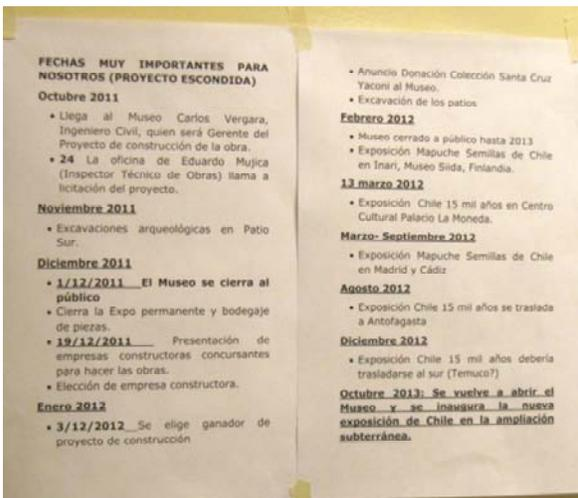 FECHAS MUY IMPORTANTES PARA
NOSOTROS (PROYECTO ESCONDIDA)
Octubre 2011
• Llega al Museo Carlos Vergara,
Ingeniero Civil, quien será Gerente del
Proyecto de construcción de la obra.
• 24 La oficina de Eduardo Mujica
(Inspector Técnico de Obras) llama a
licitación del proyecto.
Noviembre 2011
• Excavaciones arqueológicas en Patio
Sur.
Diciembre 2011
• 1/12/2011 El Museo se cierra al
público
• Cierra la Expo permanente y bodegaje
de piezas.
• 19/12/2011 Presentación de
empresas constructoras concursantes
para hacer las obras.
• Elección de empresa constructora.
Enero 2012
• 3/12/2012 Se elige ganador de
proyecto de construcción
• Anuncio Donación Colección Santa Cruz
Yaconi al Museo.
• Excavación de los patios
Febrero 2012
• Museo cerrado a público hasta 2013
• Exposición Mapuche Semillas de Chile
en Inari, Museo Siida, Finlandia.
13 marzo 2012
• Exposición Chile 15 mil años en Centro
Cultural Palacio La Moneda.
Marzo- Septiembre 2012
• Exposición Mapuche Semillas de Chile
en Madrid y Cádiz
Agosto 2012
• Exposición Chile 15 mil años se traslada
a Antofagasta
Diciembre 2012
• Exposición Chile 15 mil años debería
trasladarse al sur (Temuco?)
Octubre 2013: Se vuelve a abrir el
Museo y se inaugura la nueva
exposición de Chile en la ampliación
subterránea.